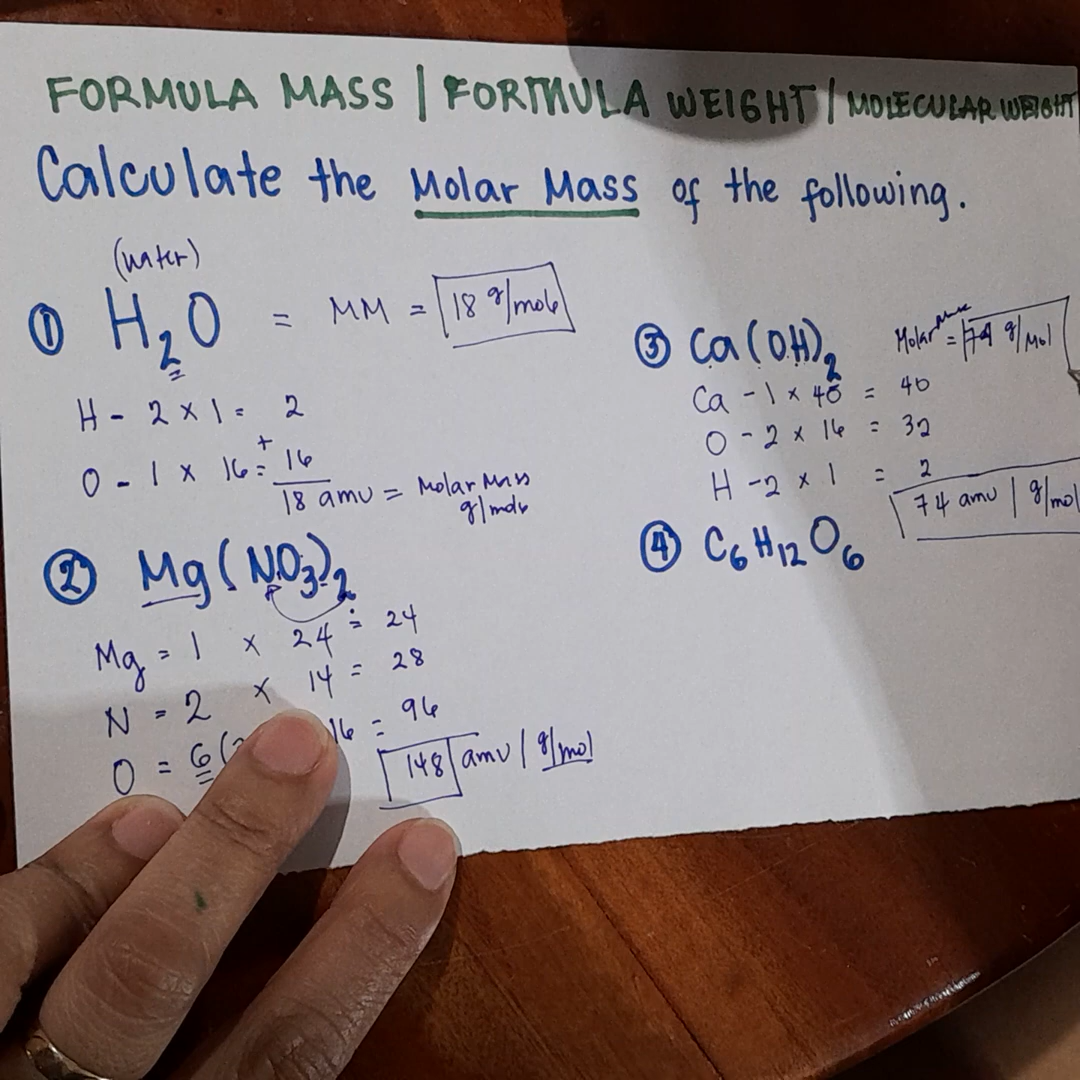 FORMULA MASS | FORMULA WEIGHT | MOLECULAR WEIGHT
Calculate the Molar Mass of the following.
(water)
① H2O = MM = 18 g/mole
H - 2 x 1 = 2
+
O - 1 x 16 = 16
18 amu = Molar Mass
g/mole
② Mg(NO3)2
Mg = 1 x 24 = 24
N = 2 x 14 = 28
O = 6 ( 16 = 96
148 amu | g/mol
③ Ca(OH)2 Molar Mass = 74 g/Mol
Ca - 1 x 40 = 40
O - 2 x 16 = 32
H - 2 x 1 = 2
74 amu | g/mol
④ C6H12O6